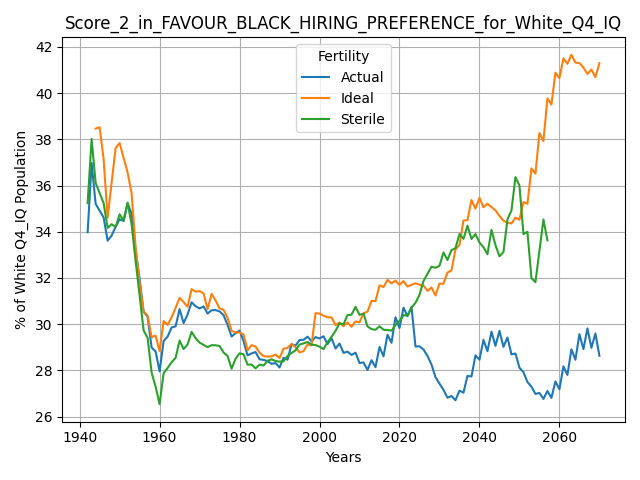 Score_2_in_FAVOUR_BLACK_HIRING_PREFERENCE_for_White_Q4_IQ
Fertility
Actual
Ideal
Sterile
% of White Q4_IQ Population
42
40
38
36
34
32
30
28
26
1940
1960
1980
2000
2020
2040
2060
Years